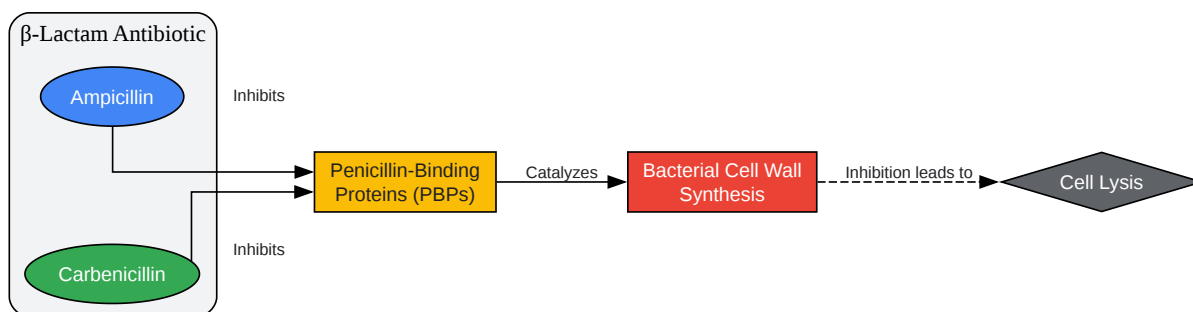 β-Lactam Antibiotic
Ampicillin
Inhibits
Penicillin-Binding
Proteins (PBPs)
Catalyzes
Bacterial Cell Wall
Synthesis
Inhibition leads to
Cell Lysis
Carbenicillin
Inhibits